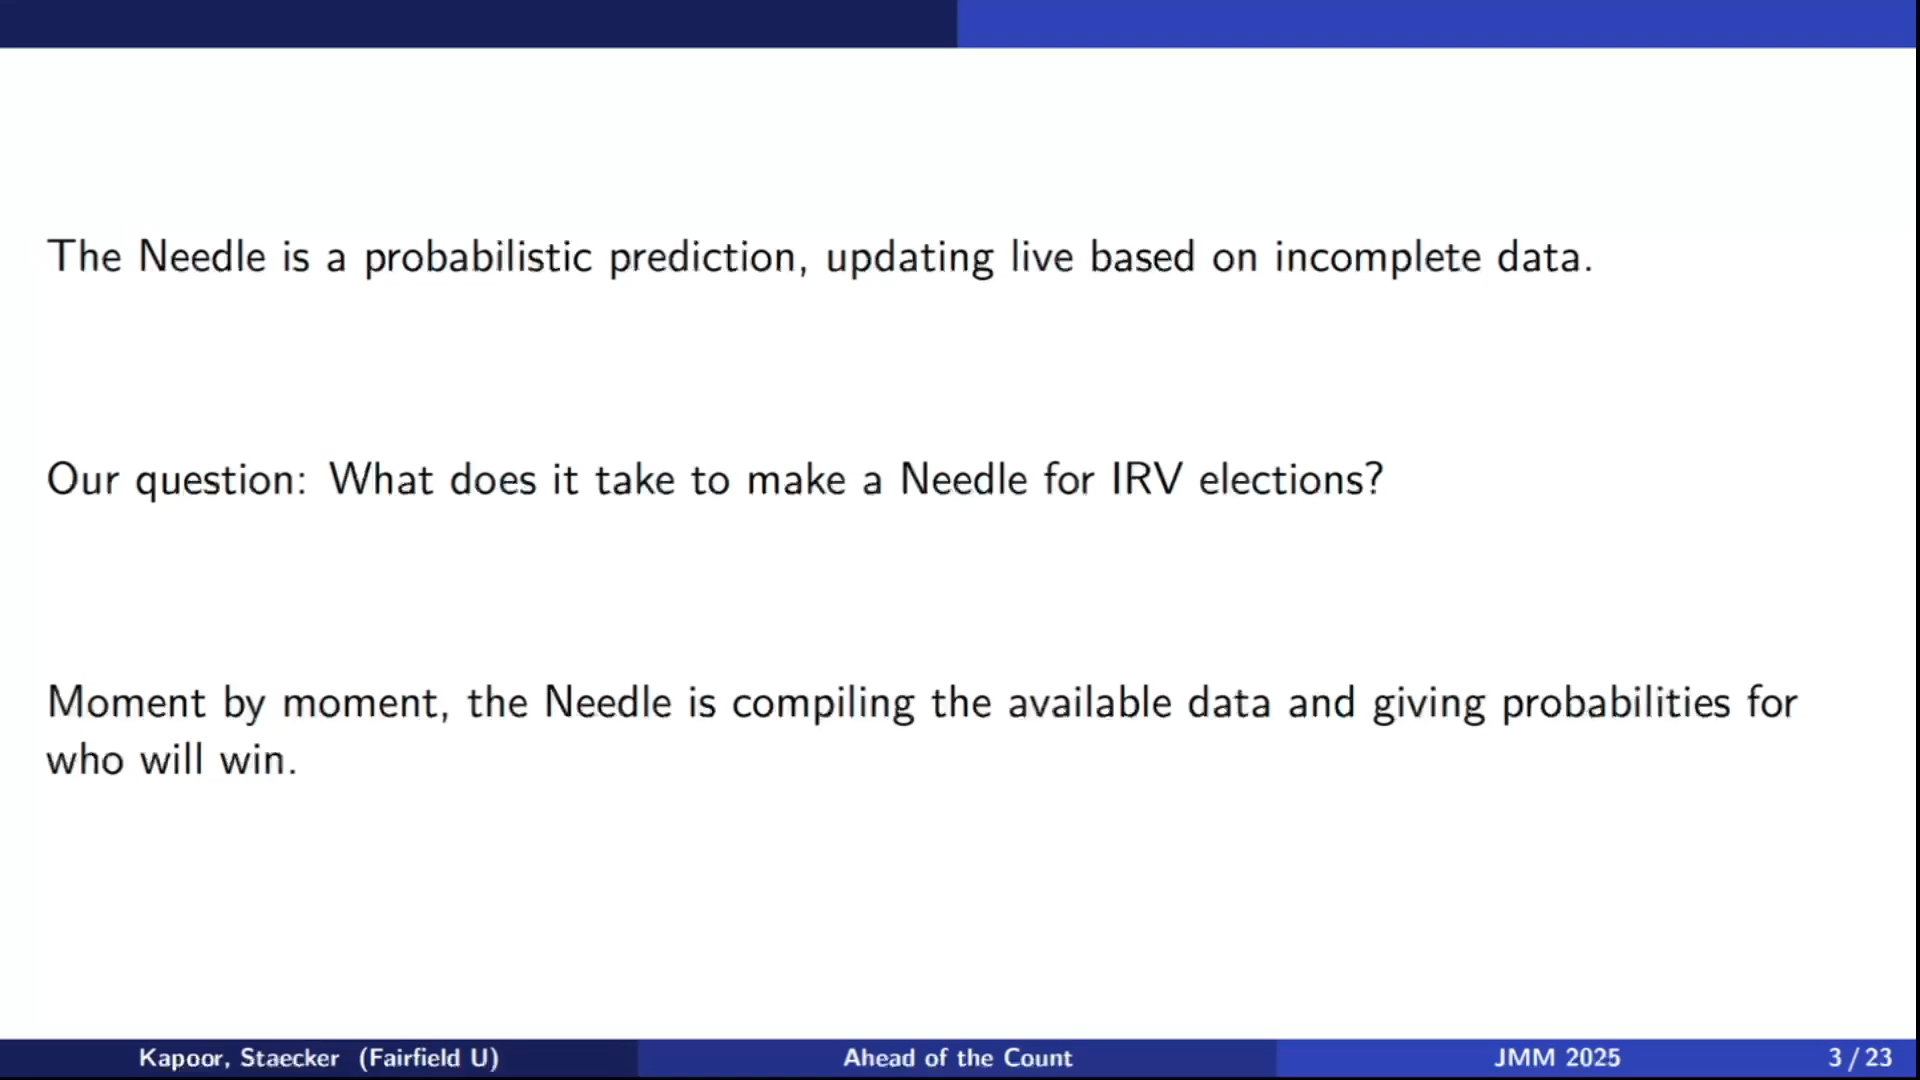 The Needle is a probabilistic prediction, updating live based on incomplete data.
Our question: What does it take to make a Needle for IRV elections?
Moment by moment, the Needle is compiling the available data and giving probabilities for
who will win.
Kapoor, Staecker (Fairfield U) Ahead of the Count JMM 2025 3 / 23